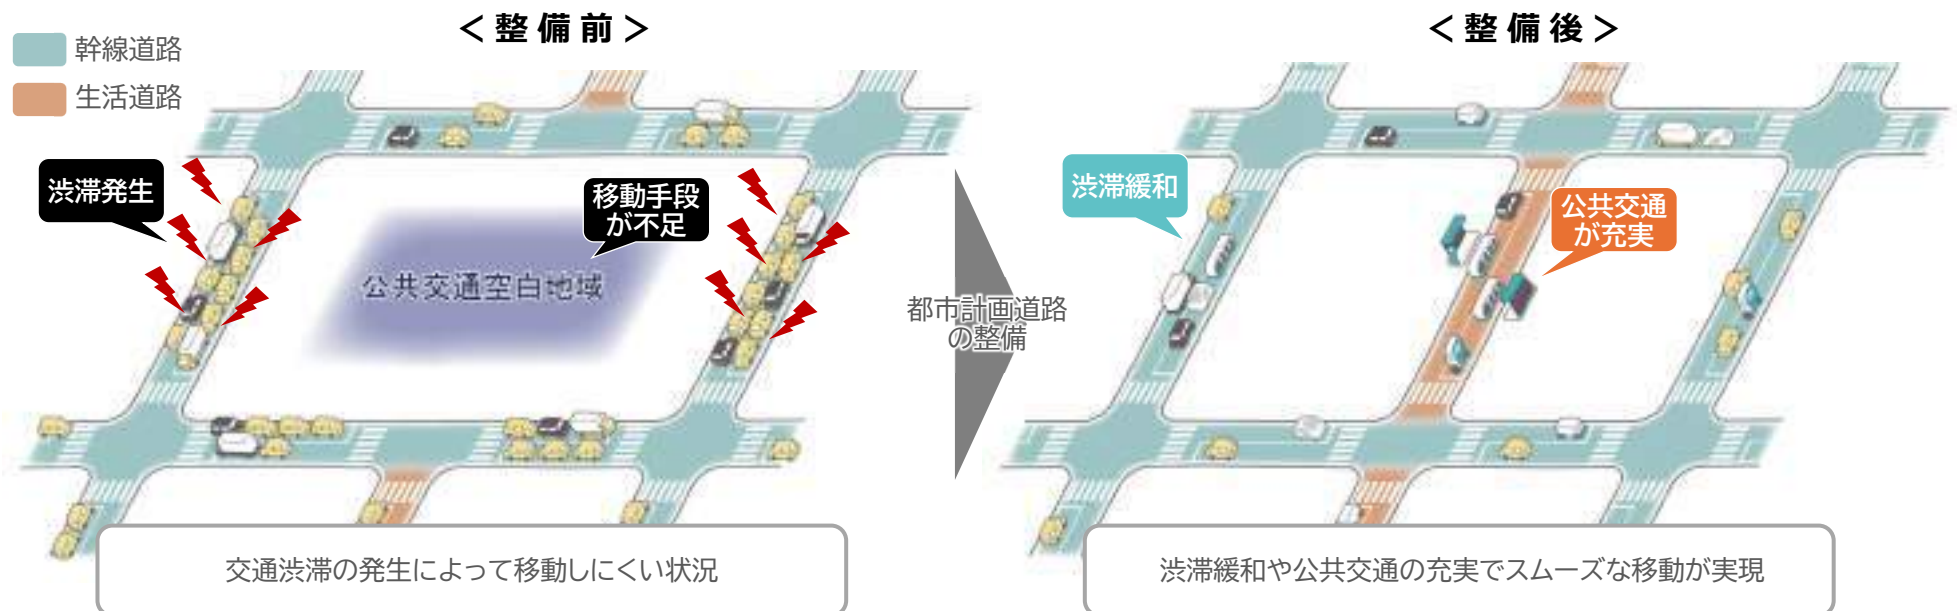 ＜整備前＞
幹線道路
生活道路
渋滞発生
移動手段
が不足
公共交通空白地域
都市計画道路
の整備
交通渋滞の発生によって移動しにくい状況
＜整備後＞
渋滞緩和
公共交通
が充実
渋滞緩和や公共交通の充実でスムーズな移動が実現